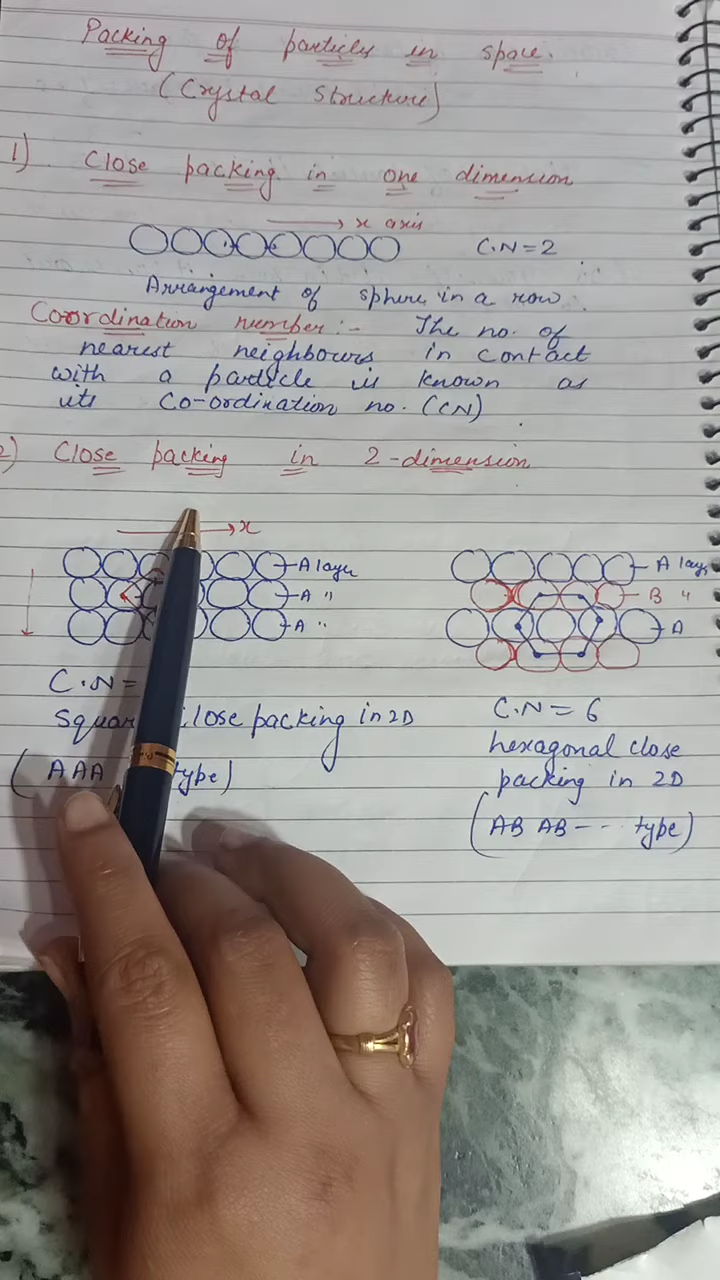 Packing of particles in space.
(Crystal Structure)
1) Close packing in one dimension
x axis
C.N=2
Arrangement of sphere in a row.
Coordination number:- The no. of
nearest neighbours in contact
with a particle is known as
its Co-ordination no. (CN)
2) Close packing in 2-dimension
x
A layer
A "
A "
C.N=
Squar close packing in 2D
(AAA type)
A laye
B "
A
C.N=6
hexagonal close
packing in 2D
(AB AB--- type)